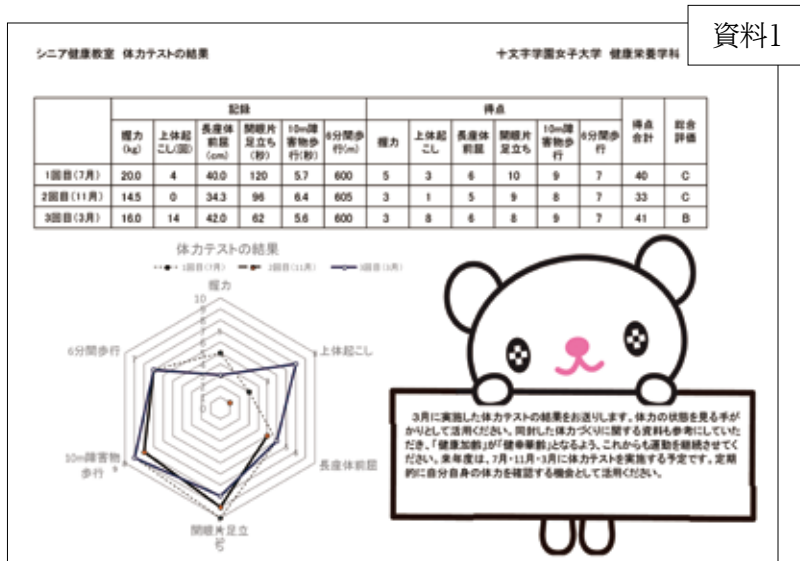 資料1
シニア健康教室 体力テストの結果
十文字学園女子大学 健康栄養学科
記録 得点 得点合計 総合評価
握力(kg) 上体起こし(回) 長座体前屈(cm) 開眼片足立ち(秒) 10m障害物歩行(秒) 6分間歩行(m) 握力 上体起こし 長座体前屈 開眼片足立ち 10m障害物歩行 6分間歩行
1回目(7月) 20.0 4 40.0 120 5.7 600 5 3 6 10 9 7 40 C
2回目(11月) 14.5 0 34.3 96 6.4 605 3 1 5 9 8 7 33 C
3回目(3月) 16.0 14 42.0 62 5.6 600 3 8 6 8 9 7 41 B
体力テストの結果
1回目(7月) 2回目(11月) 3回目(3月)
握力
上体起こし
長座体前屈
開眼片足立ち
10m障害物
歩行
6分間歩行
3月に実施した体力テストの結果をお送りします。体力の状態を見る手が
かりとして活用ください。同封した体力づくりに関する資料も参考にしていた
だき、「健康加齢」が「健幸華齢」となるよう、これからも運動を継続させてく
ださい。来年度は、7月・11月・3月に体力テストを実施する予定です。定期
的に自分自身の体力を確認する機会として活用ください。